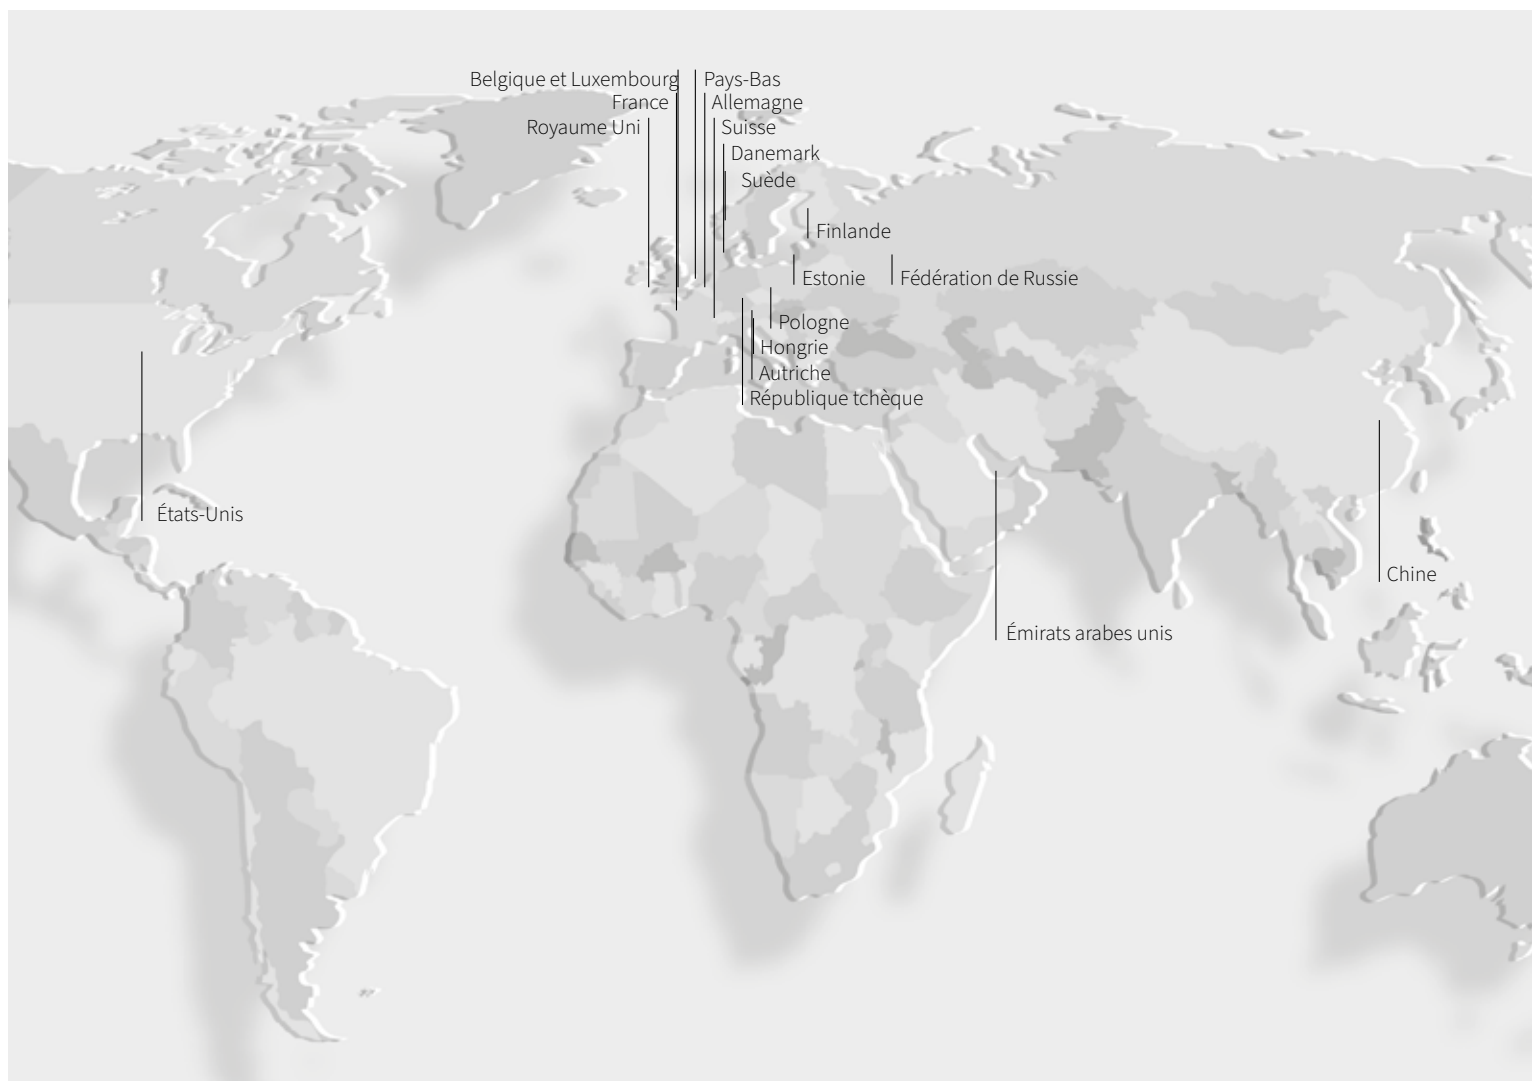 Belgique et Luxembourg
Pays-Bas
France
Allemagne
Royaume Uni
Suisse
Danemark
Suède
Finlande
Estonie
Fédération de Russie
Pologne
Hongrie
Autriche
République tchèque
États-Unis
Chine
Émirats arabes unis